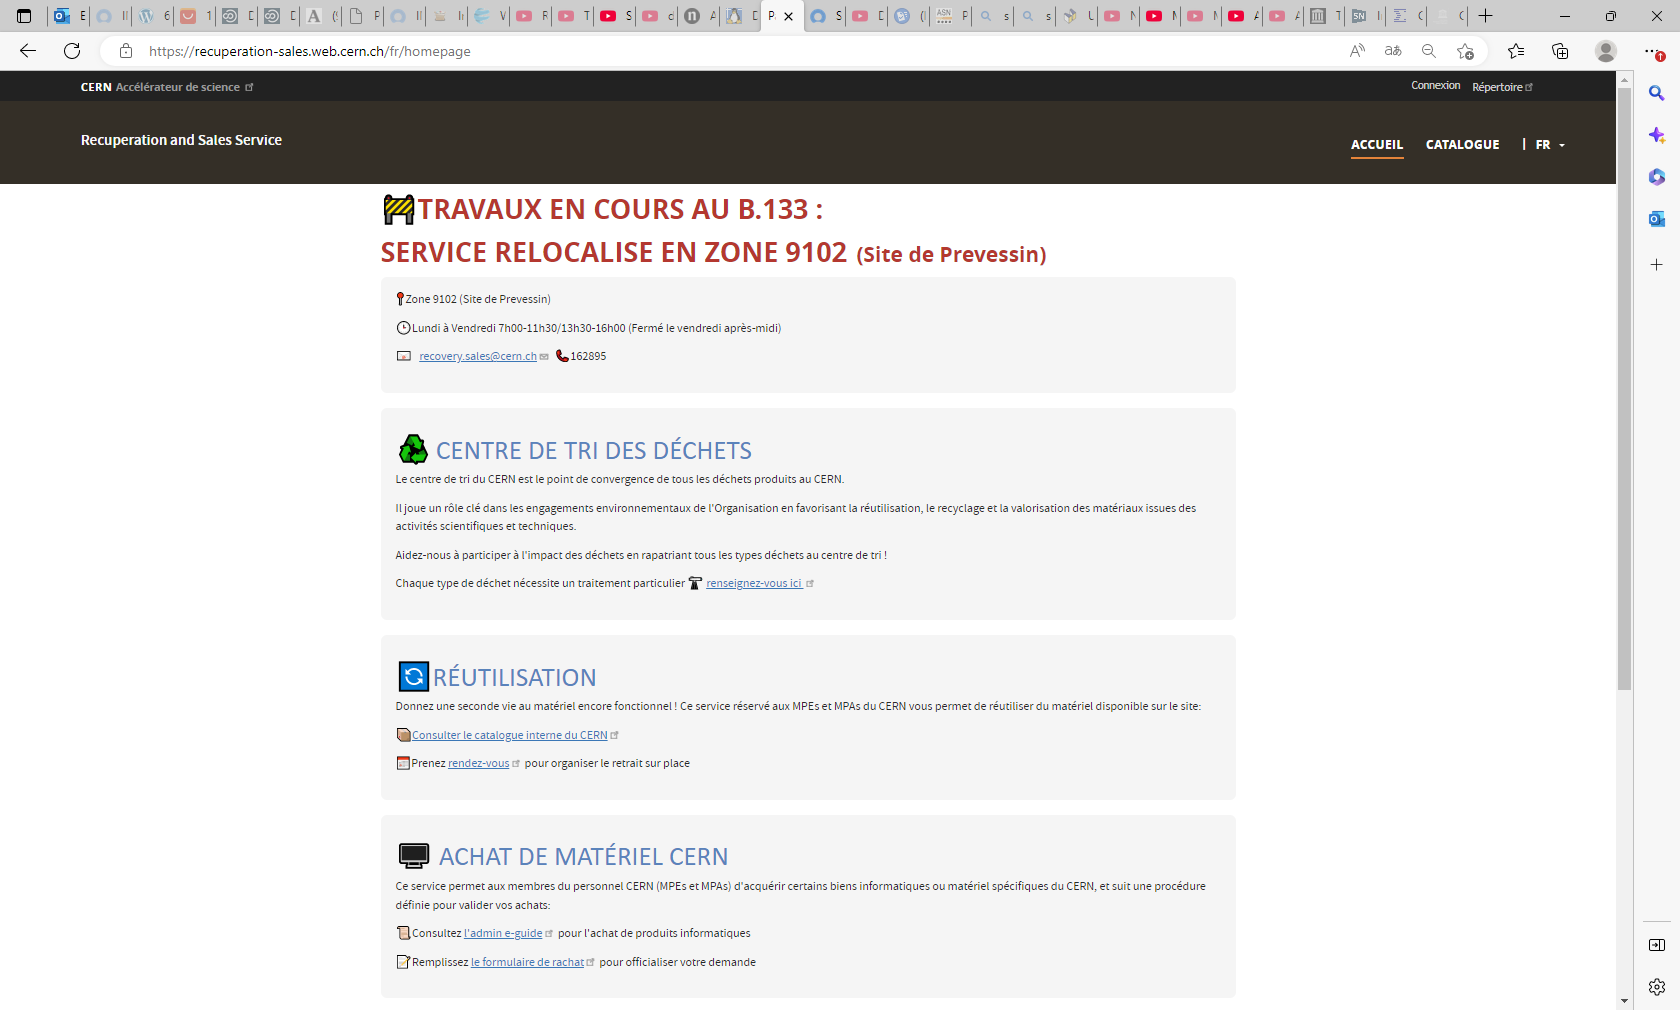 https://recuperation-sales.web.cern.ch/fr/homepage
CERN Accélérateur de science
Connexion
Répertoire
Recuperation and Sales Service
ACCUEIL
CATALOGUE
| FR
TRAVAUX EN COURS AU B.133 :
SERVICE RELOCALISE EN ZONE 9102 (Site de Prevessin)
Zone 9102 (Site de Prevessin)
Lundi à Vendredi 7h00-11h30/13h30-16h00 (Fermé le vendredi après-midi)
recovery.sales@cern.ch 162895
CENTRE DE TRI DES DÉCHETS
Le centre de tri du CERN est le point de convergence de tous les déchets produits au CERN.
Il joue un rôle clé dans les engagements environnementaux de l'Organisation en favorisant la réutilisation, le recyclage et la valorisation des matériaux issues des
activités scientifiques et techniques.
Aidez-nous à participer à l'impact des déchets en rapatriant tous les types déchets au centre de tri !
Chaque type de déchet nécessite un traitement particulier renseignez-vous ici
RÉUTILISATION
Donnez une seconde vie au matériel encore fonctionnel ! Ce service réservé aux MPEs et MPAs du CERN vous permet de réutiliser du matériel disponible sur le site:
Consulter le catalogue interne du CERN
Prenez rendez-vous pour organiser le retrait sur place
ACHAT DE MATÉRIEL CERN
Ce service permet aux membres du personnel CERN (MPEs et MPAs) d'acquérir certains biens informatiques ou matériel spécifiques du CERN, et suit une procédure
définie pour valider vos achats:
Consultez l'admin e-guide pour l'achat de produits informatiques
Remplissez le formulaire de rachat pour officialiser votre demande